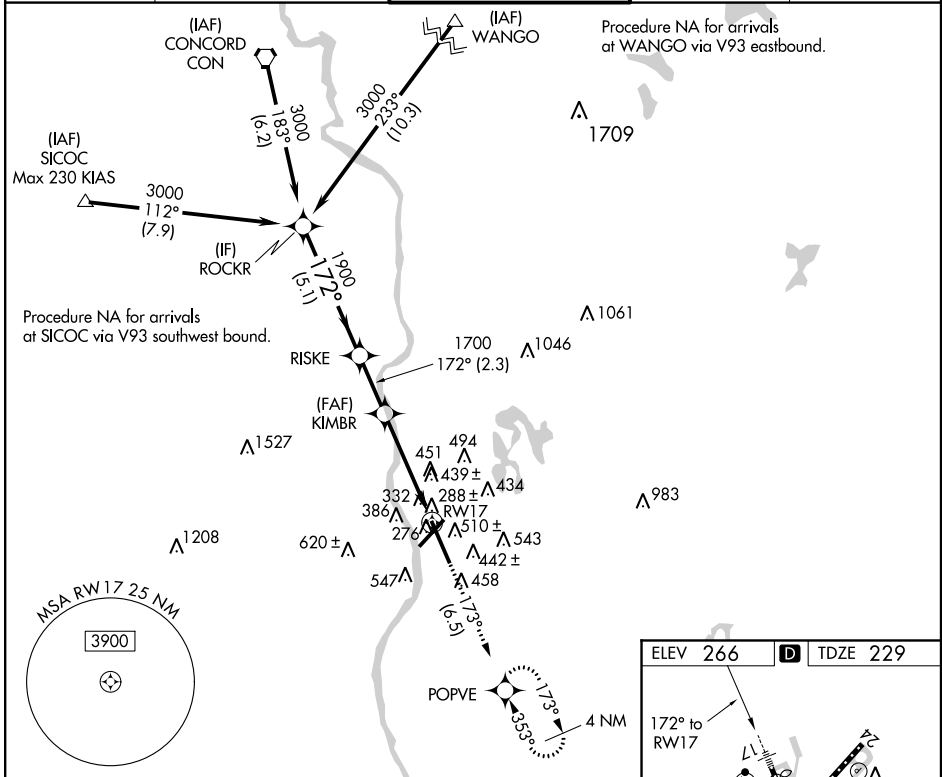 (IAF)
CONCORD
CON
(IAF)
WANGO
Procedure NA for arrivals
at WANGO via V93 eastbound.
3000
183°
(6.2)
3000
233°
(10.3)
1709
(IAF)
SICOC
Max 230 KIAS
3000
112°
(7.9)
(IF)
ROCKR
1900
172°
(5.1)
Procedure NA for arrivals
at SICOC via V93 southwest bound.
1061
1700
172° (2.3)
1046
RISKE
(FAF)
KIMBR
1527
451
494
439 ±
434
332
288 ±
983
386
RW17
276
510 ±
543
1208
620 ±
442 ±
547
458
173°
(6.5)
MSA RW17 25 NM
3900
POPVE
173°
353°
4 NM
ELEV 266
D
TDZE 229
172° to
RW17
17
24
P